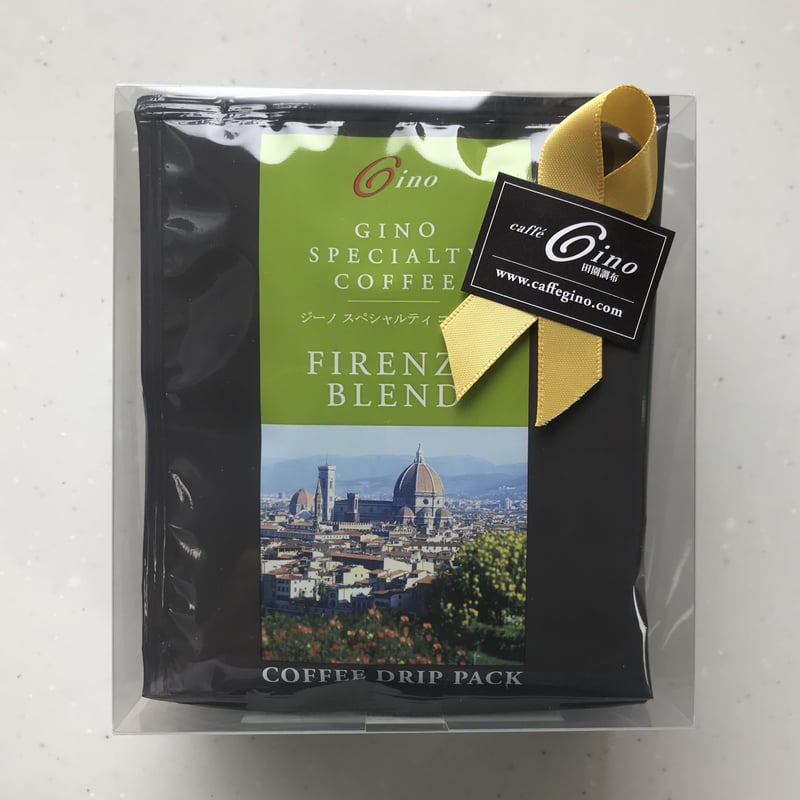 Gino
GINO
SPECIALTY
COFFEE
ジーノ スペシャルティ コ
FIRENZ
BLEND
COFFEE DRIP PACK
caffé Gino
田園調布
www.caffegino.com